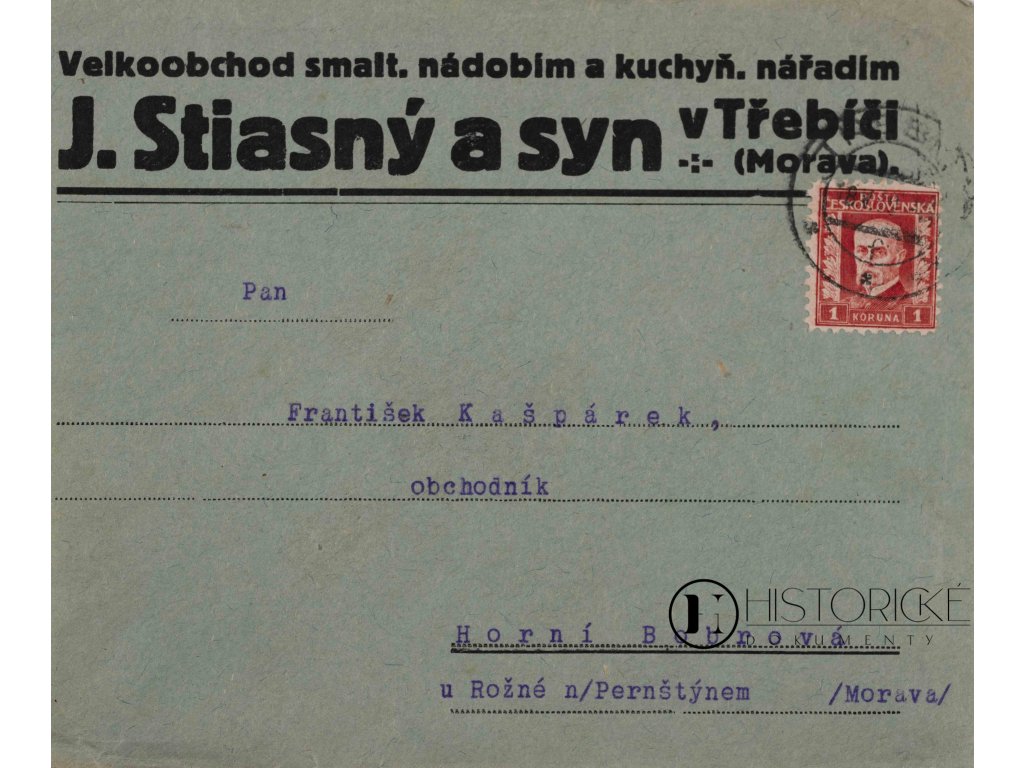 Velkoobchod smalt. nádobím a kuchyň. nářadím
J. Stiasný a syn v Třebíči
-:- (Morava).
POŠTA
ČESKOSLOVENSKÁ
1 KORUNA 1
Pan
František Kašpárek,
obchodník
HISTORICKÉ
DOKUMENTY
Horní Bobrová
u Rožné n/Pernštýnem /Morava/